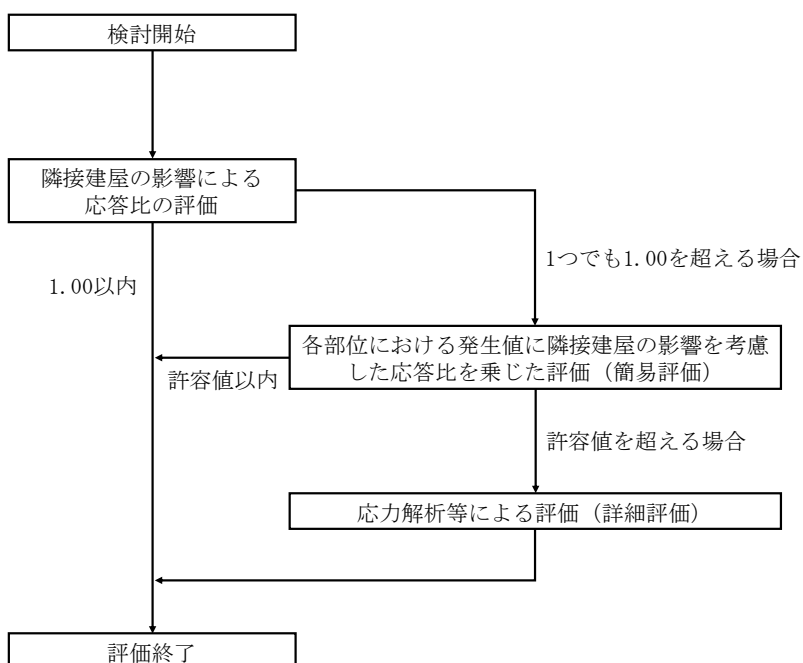 検討開始
隣接建屋の影響による
応答比の評価
1つでも1.00を超える場合
1.00以内
各部位における発生値に隣接建屋の影響を考慮
した応答比を乗じた評価（簡易評価）
許容値以内
許容値を超える場合
応力解析等による評価（詳細評価）
評価終了